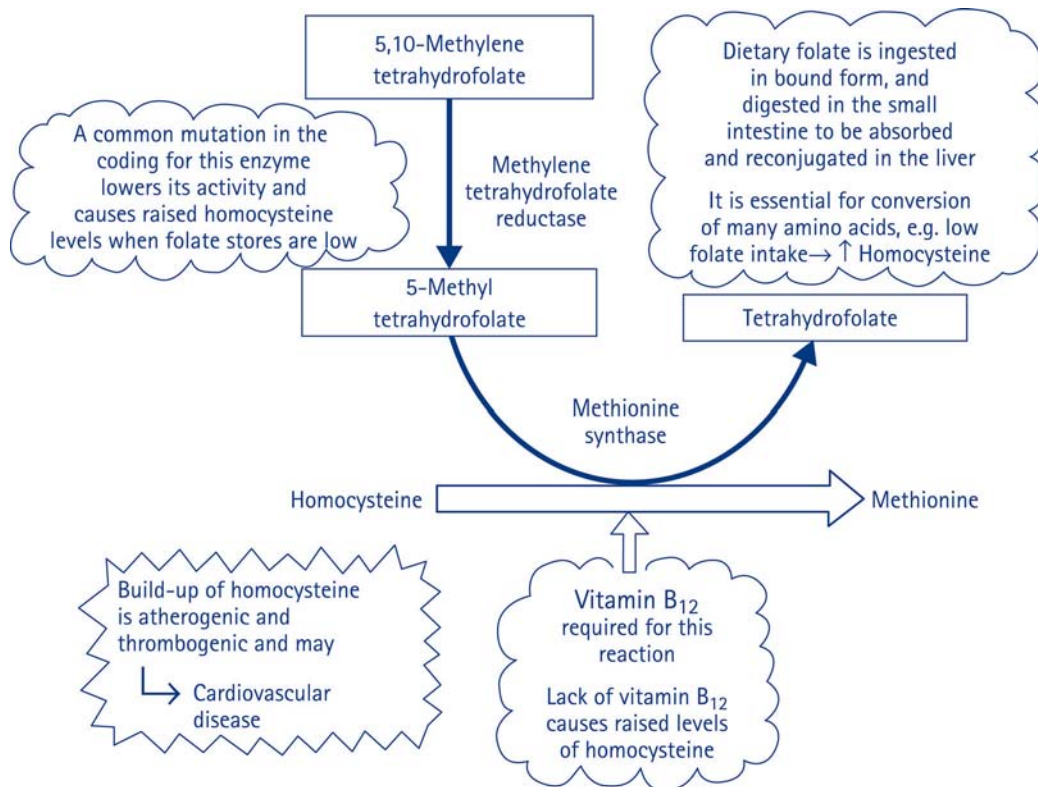 5,10-Methylene
tetrahydrofolate
Dietary folate is ingested
in bound form, and
digested in the small
intestine to be absorbed
and reconjugated in the liver
It is essential for conversion
of many amino acids, e.g. low
folate intake→ ↑ Homocysteine
A common mutation in the
coding for this enzyme
lowers its activity and
causes raised homocysteine
levels when folate stores are low
Methylene
tetrahydrofolate
reductase
5-Methyl
tetrahydrofolate
Tetrahydrofolate
Methionine
synthase
Homocysteine
Methionine
Build-up of homocysteine
is atherogenic and
thrombogenic and may
Cardiovascular
disease
Vitamin B₁₂
required for this
reaction
Lack of vitamin B₁₂
causes raised levels
of homocysteine